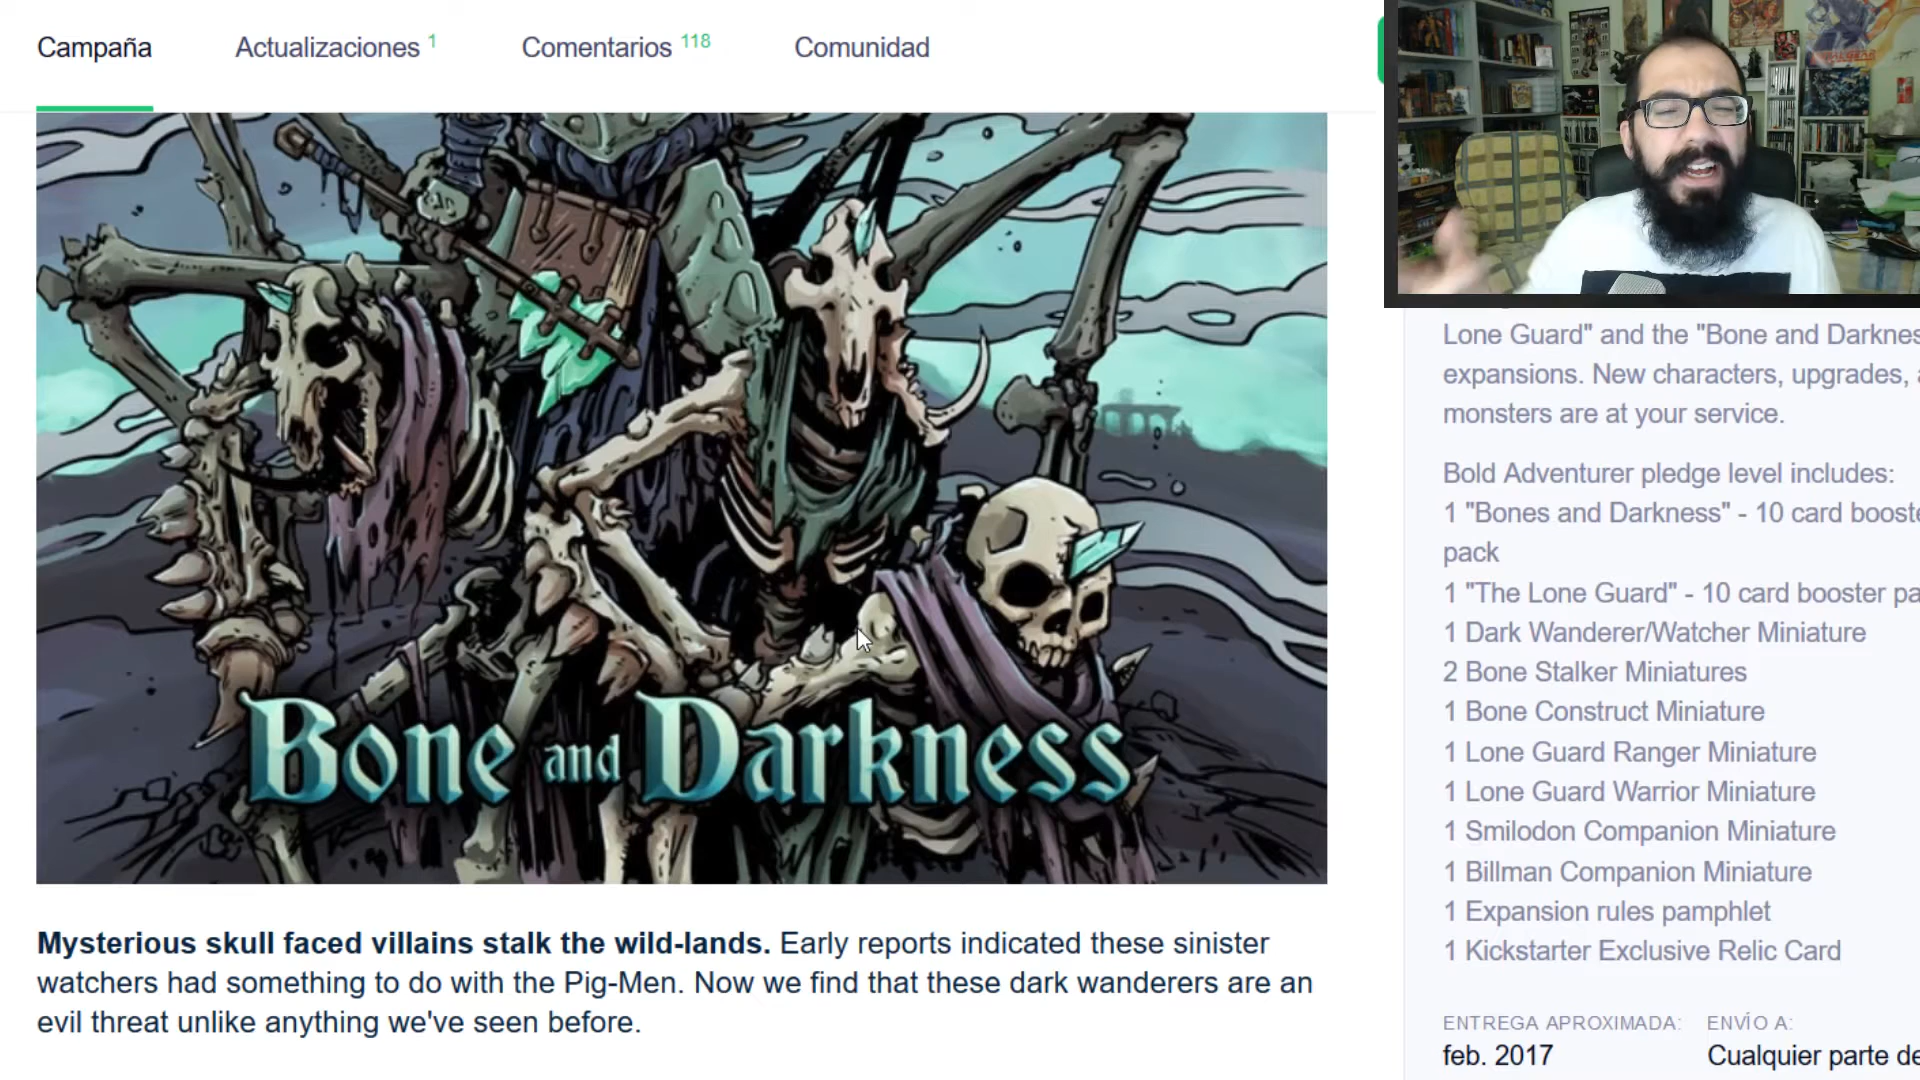 Campaña Actualizaciones 1 Comentarios 118 Comunidad
Bone and Darkness
Mysterious skull faced villains stalk the wild-lands. Early reports indicated these sinister
watchers had something to do with the Pig-Men. Now we find that these dark wanderers are an
evil threat unlike anything we've seen before.
Lone Guard" and the "Bone and Darknes
expansions. New characters, upgrades,
monsters are at your service.
Bold Adventurer pledge level includes:
1 "Bones and Darkness" - 10 card booste
pack
1 "The Lone Guard" - 10 card booster pa
1 Dark Wanderer/Watcher Miniature
2 Bone Stalker Miniatures
1 Bone Construct Miniature
1 Lone Guard Ranger Miniature
1 Lone Guard Warrior Miniature
1 Smilodon Companion Miniature
1 Billman Companion Miniature
1 Expansion rules pamphlet
1 Kickstarter Exclusive Relic Card
ENTREGA APROXIMADA: ENVÍO A:
feb. 2017 Cualquier parte de